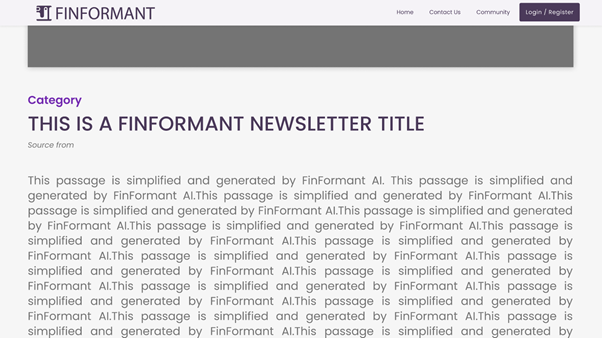 FINFORMANT
Home Contact Us Community Login / Register
Category
THIS IS A FINFORMANT NEWSLETTER TITLE
Source from
This passage is simplified and generated by FinFormant AI. This passage is simplified and
generated by FinFormant AI.This passage is simplified and generated by FinFormant AI.This
passage is simplified and generated by FinFormant AI.This passage is simplified and generated
by FinFormant AI.This passage is simplified and generated by FinFormant AI.This passage is
simplified and generated by FinFormant AI.This passage is simplified and generated by
FinFormant AI.This passage is simplified and generated by FinFormant AI.This passage is
simplified and generated by FinFormant AI.This passage is simplified and generated by
FinFormant AI.This passage is simplified and generated by FinFormant AI.This passage is
simplified and generated by FinFormant AI.This passage is simplified and generated by
FinFormant AI.This passage is simplified and generated by FinFormant AI.This passage is
simplified and generated by FinFormant AI.This passage is simplified and generated by